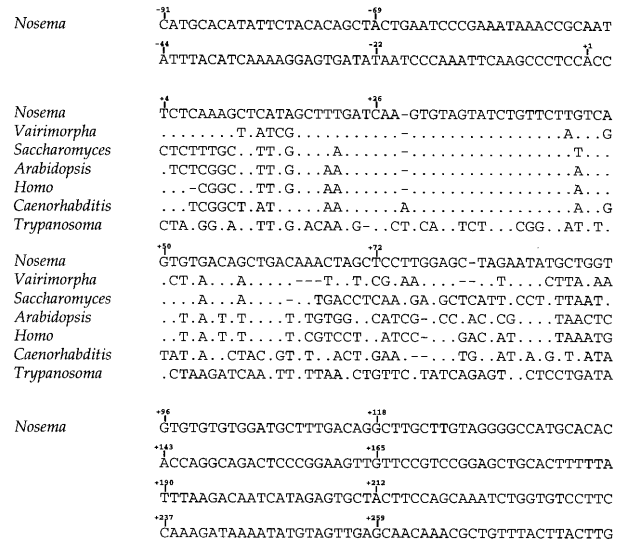 -91 -69
Nosema CATGCACATATTCTACACAGCTACTGAATCCCGAAATAAACCGCAAT
-44 -22 +1
ATTTACATCAAAAGGAGTGATATAATCCCAAATTCAAGCCCTCCACC
+4 +26
Nosema TCTCAAAGCTCATAGCTTTGATCAA-GTGTAGTATCTGTTCTTGTCA
Vairimorpha ........T.ATCG...........-................A...G
Saccharomyces CTCTTTGC..TT.G....A......-.................T...
Arabidopsis .TCTCGGC..TT.G...AA......-.................A...
Homo ...-CGGC..TT.G...AA......-.................A...
Caenorhabditis ...TCGGCT.AT.....AA......A.................A..G
Trypanosoma CTA.GG.A..TT.G.ACAA.G-..CT.CA..TCT...CGG..AT.T.
+50 +72
Nosema GTGTGACAGCTGACAAACTAGCTCCTTGGAGC-TAGAATATGCTGGT
Vairimorpha .CT.A...A.....---T..T.CG.AA.....--..T....CTTA.AA
Saccharomyces ....A...A....-..TGACCTCAA.GA.GCTCATT.CCT.TTAAT.
Arabidopsis ..T.A.T.T....T.TGTGG..CATCG-.CC.AC.CG....TAACTC
Homo ..T.A.T.T....T.CGTCCT..ATCC-...GAC.AT....TAAATG
Caenorhabditis TAT.A..CTAC.GT.T..ACT.GAA.--...TG..AT.A.G.T.ATA
Trypanosoma .CTAAGATCAA.TT.TTAA.CTGTTC.TATCAGAGT..CTCCTGATA
+96 +118
Nosema GTGTGTGTGGATGCTTTGACAGGCTTGCTTGTAGGGGCCATGCACAC
+143 +165
ACCAGGCAGACTCCCGGAAGTTGTTCCGTCCGGAGCTGCACTTTTTA
+190 +212
TTTAAGACAATCATAGAGTGCTACTTCCAGCAAATCTGGTGTCCTTC
+237 +259
CAAAGATAAAATATGTAGTTGAGCAACAAACGCTGTTTACTTACTTG